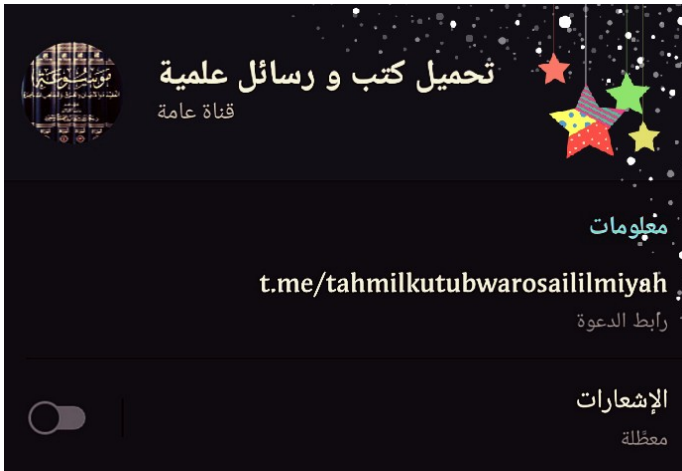 تحميل كتب و رسائل علمية
قناة عامة
معلومات
t.me/tahmilkutubwarosaililmiyah
رابط الدعوة
الإشعارات
معطّلة